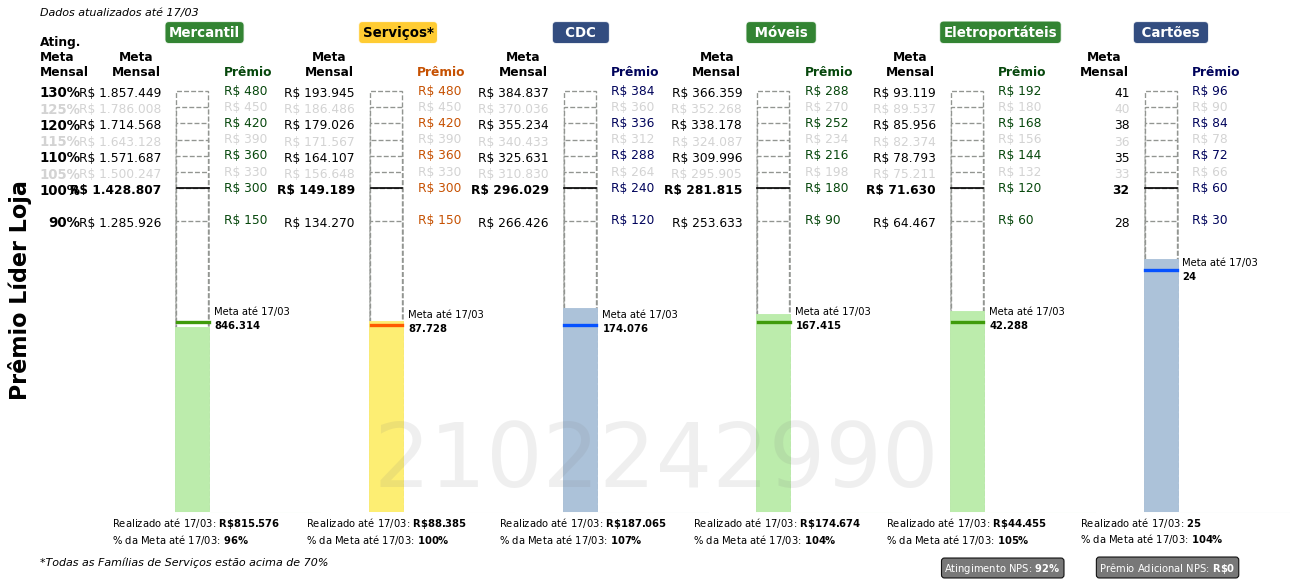 Dados atualizados até 17/03
Mercantil Serviços* CDC Móveis Eletroportáteis Cartões
Ating.
Meta Meta Meta Meta Meta Meta Meta
Mensal Mensal Prêmio Mensal Prêmio Mensal Prêmio Mensal Prêmio Mensal Prêmio Mensal Prêmio
130% R$ 1.857.449 R$ 480 R$ 193.945 R$ 480 R$ 384.837 R$ 384 R$ 366.359 R$ 288 R$ 93.119 R$ 192 41 R$ 96
125% R$ 1.786.008 R$ 450 R$ 186.486 R$ 450 R$ 370.036 R$ 360 R$ 352.268 R$ 270 R$ 89.537 R$ 180 40 R$ 90
120% R$ 1.714.568 R$ 420 R$ 179.026 R$ 420 R$ 355.234 R$ 336 R$ 338.178 R$ 252 R$ 85.956 R$ 168 38 R$ 84
115% R$ 1.643.128 R$ 390 R$ 171.567 R$ 390 R$ 340.433 R$ 312 R$ 324.087 R$ 234 R$ 82.374 R$ 156 36 R$ 78
110% R$ 1.571.687 R$ 360 R$ 164.107 R$ 360 R$ 325.631 R$ 288 R$ 309.996 R$ 216 R$ 78.793 R$ 144 35 R$ 72
105% R$ 1.500.247 R$ 330 R$ 156.648 R$ 330 R$ 310.830 R$ 264 R$ 295.905 R$ 198 R$ 75.211 R$ 132 33 R$ 66
100% R$ 1.428.807 R$ 300 R$ 149.189 R$ 300 R$ 296.029 R$ 240 R$ 281.815 R$ 180 R$ 71.630 R$ 120 32 R$ 60
90% R$ 1.285.926 R$ 150 R$ 134.270 R$ 150 R$ 266.426 R$ 120 R$ 253.633 R$ 90 R$ 64.467 R$ 60 28 R$ 30
Prêmio Líder Loja
Meta até 17/03
24
Meta até 17/03 Meta até 17/03 Meta até 17/03 Meta até 17/03 Meta até 17/03
846.314 87.728 174.076 167.415 42.288
2102242990
Realizado até 17/03: R$815.576 Realizado até 17/03: R$88.385 Realizado até 17/03: R$187.065 Realizado até 17/03: R$174.674 Realizado até 17/03: R$44.455 Realizado até 17/03: 25
% da Meta até 17/03: 96% % da Meta até 17/03: 100% % da Meta até 17/03: 107% % da Meta até 17/03: 104% % da Meta até 17/03: 105% % da Meta até 17/03: 104%
*Todas as Famílias de Serviços estão acima de 70%
Atingimento NPS: 92% Prêmio Adicional NPS: R$0